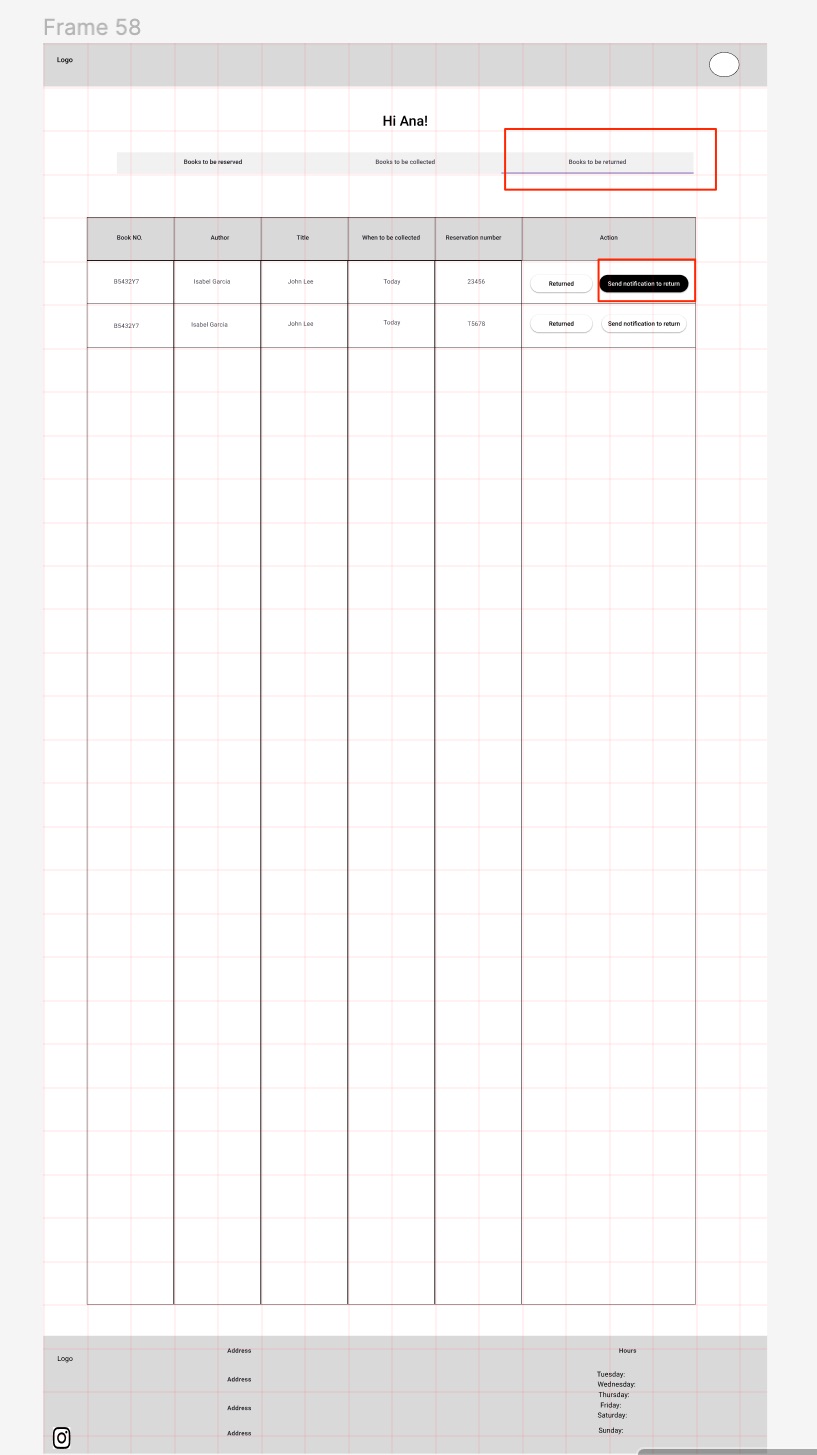 Frame 58
Logo
Hi Ana!
Books to be reserved Books to be collected Books to be returned
Book NO. Author Title When to be collected Reservation number Action
B5432Y7 Isabel Garcia John Lee Today 23456 Returned Send notification to return
B5432Y7 Isabel Garcia John Lee Today T5678 Returned Send notification to return
Address Hours
Logo
Address
Tuesday:
Wednesday:
Thursday:
Address
Friday:
Saturday:
Address
Sunday: